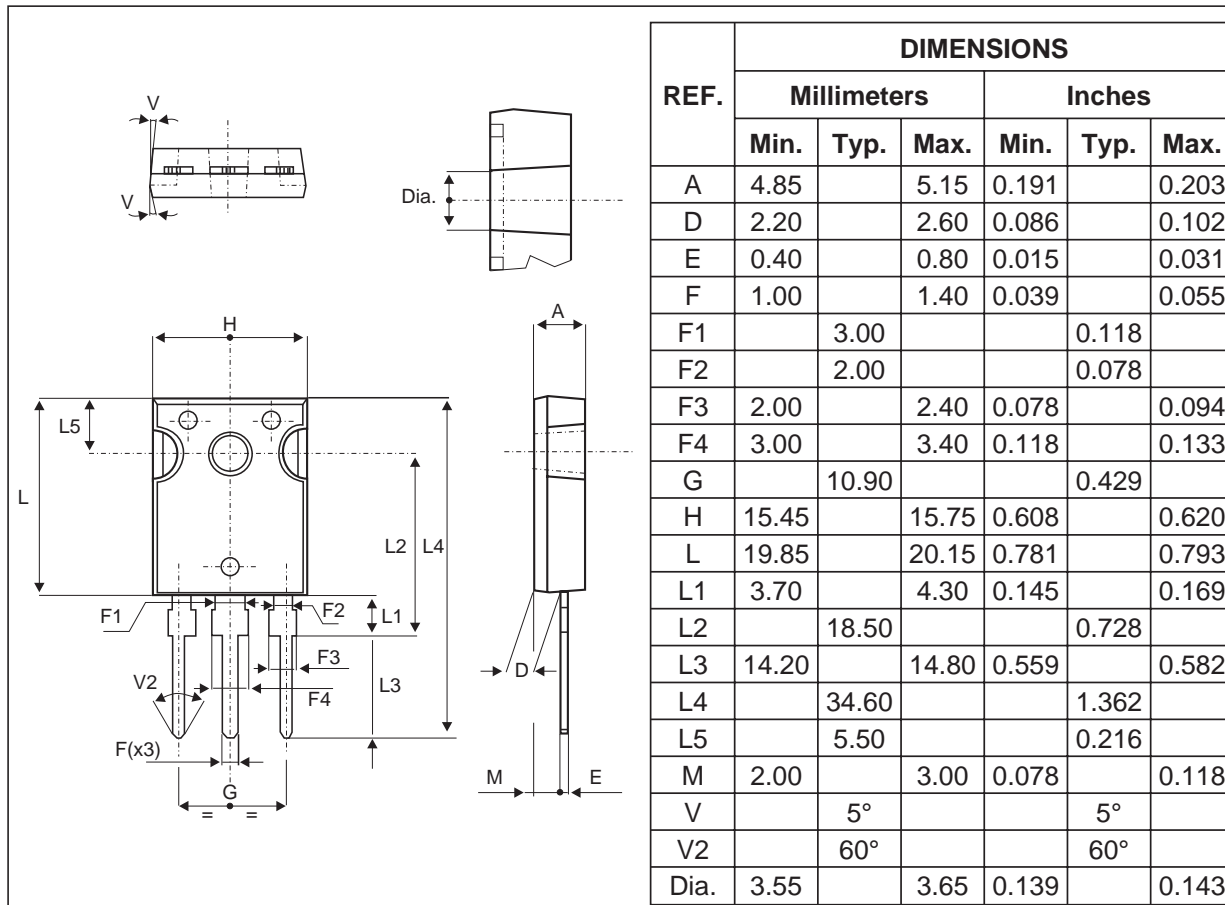 V
V
Dia.
H
A
L5
L
L2
L4
F1
F2
L1
F3
V2
D
L3
F4
F(x3)
G
= =
M
E
REF. DIMENSIONS
Millimeters Inches
Min. Typ. Max. Min. Typ. Max.
A 4.85 5.15 0.191 0.203
D 2.20 2.60 0.086 0.102
E 0.40 0.80 0.015 0.031
F 1.00 1.40 0.039 0.055
F1 3.00 0.118
F2 2.00 0.078
F3 2.00 2.40 0.078 0.094
F4 3.00 3.40 0.118 0.133
G 10.90 0.429
H 15.45 15.75 0.608 0.620
L 19.85 20.15 0.781 0.793
L1 3.70 4.30 0.145 0.169
L2 18.50 0.728
L3 14.20 14.80 0.559 0.582
L4 34.60 1.362
L5 5.50 0.216
M 2.00 3.00 0.078 0.118
V 5° 5°
V2 60° 60°
Dia. 3.55 3.65 0.139 0.143